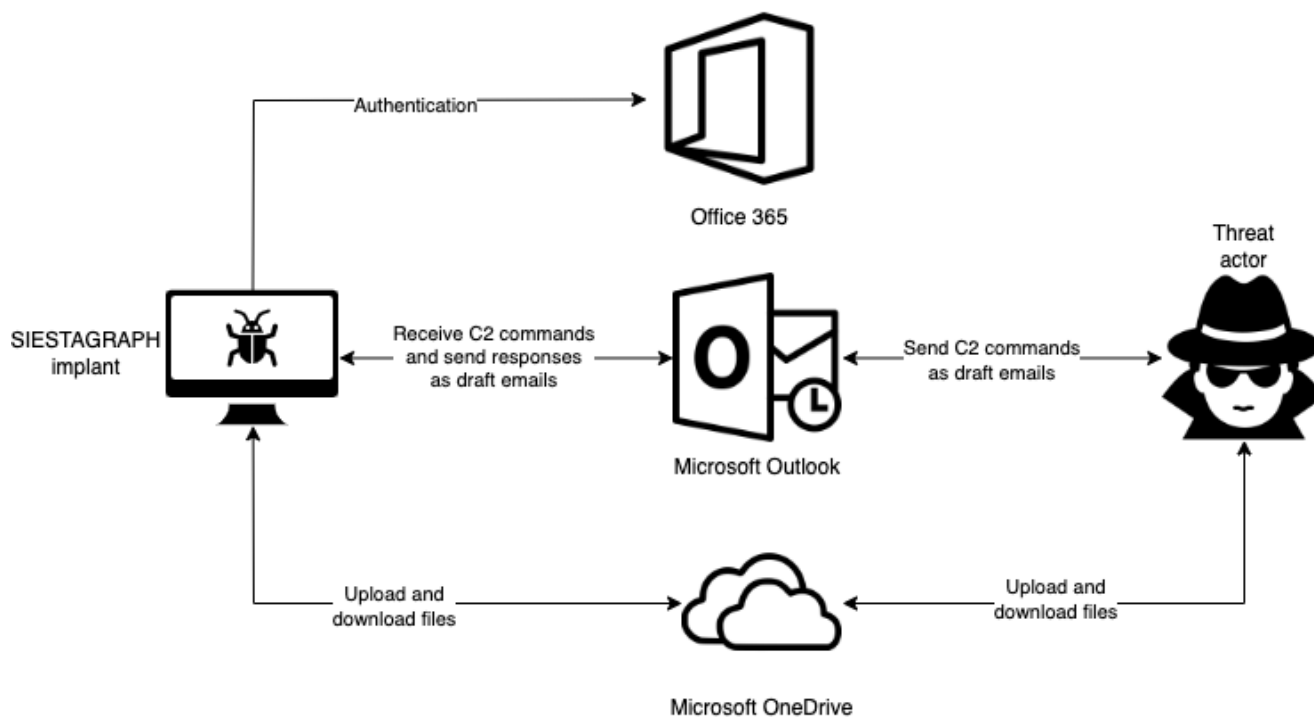 Authentication
Office 365
Threat
actor
SIESTAGRAPH
implant
Receive C2 commands
and send responses
as draft emails
O
Send C2 commands
as draft emails
Microsoft Outlook
Upload and
download files
Upload and
download files
Microsoft OneDrive